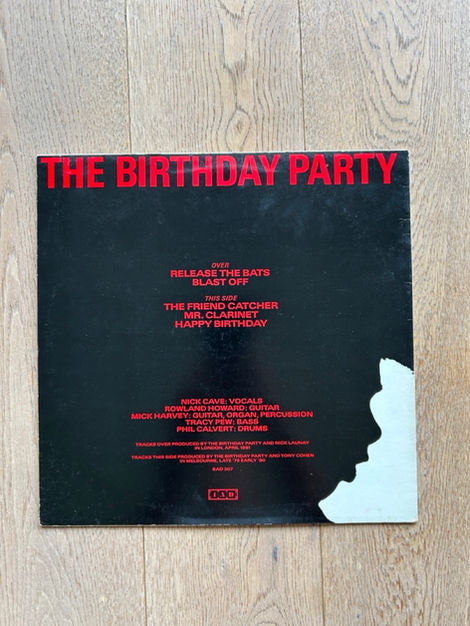 THE BIRTHDAY PARTY
OVER
RELEASE THE BATS
BLAST OFF
THIS SIDE
THE FRIEND CATCHER
MR. CLARINET
HAPPY BIRTHDAY
NICK CAVE: VOCALS
ROWLAND HOWARD: GUITAR
MICK HARVEY: GUITAR, ORGAN, PERCUSSION
TRACY PEW: BASS
PHIL CALVERT: DRUMS
TRACKS OVER PRODUCED BY THE BIRTHDAY PARTY AND NICK LAUNAY
IN LONDON, APRIL 1981
TRACKS THIS SIDE PRODUCED BY THE BIRTHDAY PARTY AND TONY COHEN
IN MELBOURNE, LATE '79 EARLY '80
BAD 307